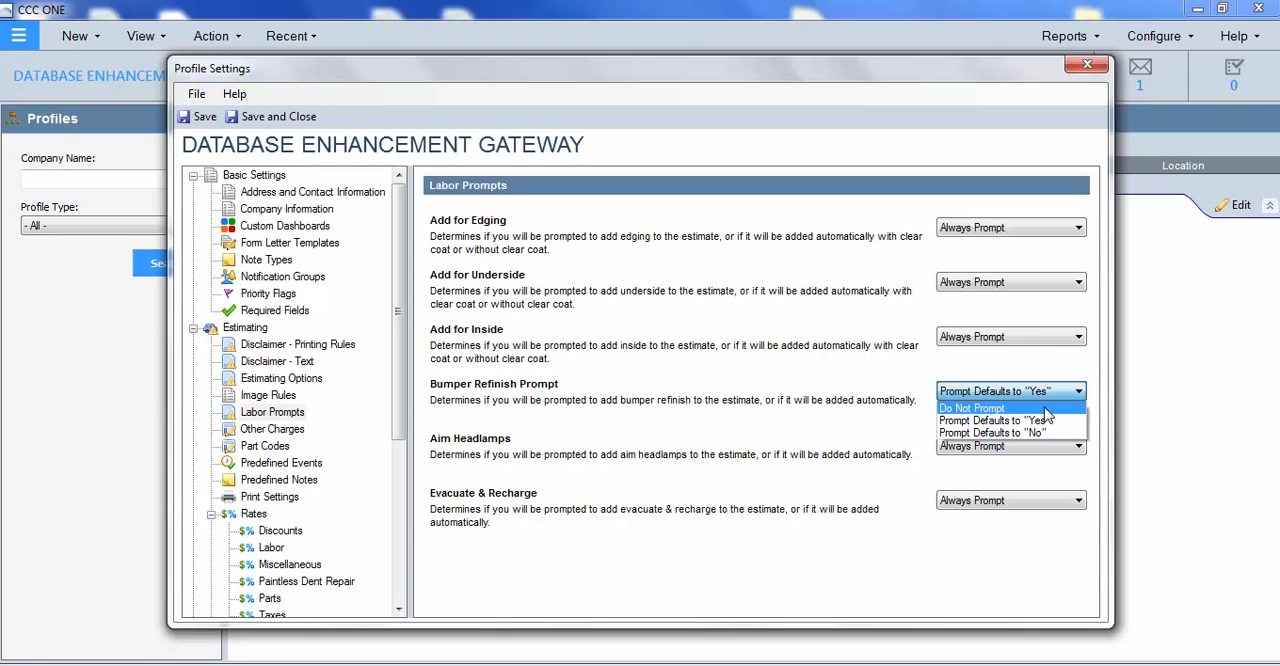 CCC ONE
New View Action Recent Reports Configure Help
DATABASE ENHANCEM
1 0
Profiles
Company Name:
Profile Type:
- All -
Sea
Location
Edit
Profile Settings
File Help
Save Save and Close
DATABASE ENHANCEMENT GATEWAY
Basic Settings
Address and Contact Information
Company Information
Custom Dashboards
Form Letter Templates
Note Types
Notification Groups
Priority Flags
Required Fields
Estimating
Disclaimer - Printing Rules
Disclaimer - Text
Estimating Options
Image Rules
Labor Prompts
Other Charges
Part Codes
Predefined Events
Predefined Notes
Print Settings
Rates
Discounts
Labor
Miscellaneous
Paintless Dent Repair
Parts
Taxes
Labor Prompts
Add for Edging
Determines if you will be prompted to add edging to the estimate, or if it will be added automatically with clear
coat or without clear coat.
Always Prompt
Add for Underside
Determines if you will be prompted to add underside to the estimate, or if it will be added automatically with
clear coat or without clear coat.
Always Prompt
Add for Inside
Determines if you will be prompted to add inside to the estimate, or if it will be added automatically with clear
coat or without clear coat.
Always Prompt
Bumper Refinish Prompt
Determines if you will be prompted to add bumper refinish to the estimate, or if it will be added automatically.
Prompt Defaults to "Yes"
Do Not Prompt
Prompt Defaults to "Yes"
Prompt Defaults to "No"
Aim Headlamps
Determines if you will be prompted to add aim headlamps to the estimate, or if it will be added automatically.
Always Prompt
Evacuate & Recharge
Determines if you will be prompted to add evacuate & recharge to the estimate, or if it will be added
automatically.
Always Prompt